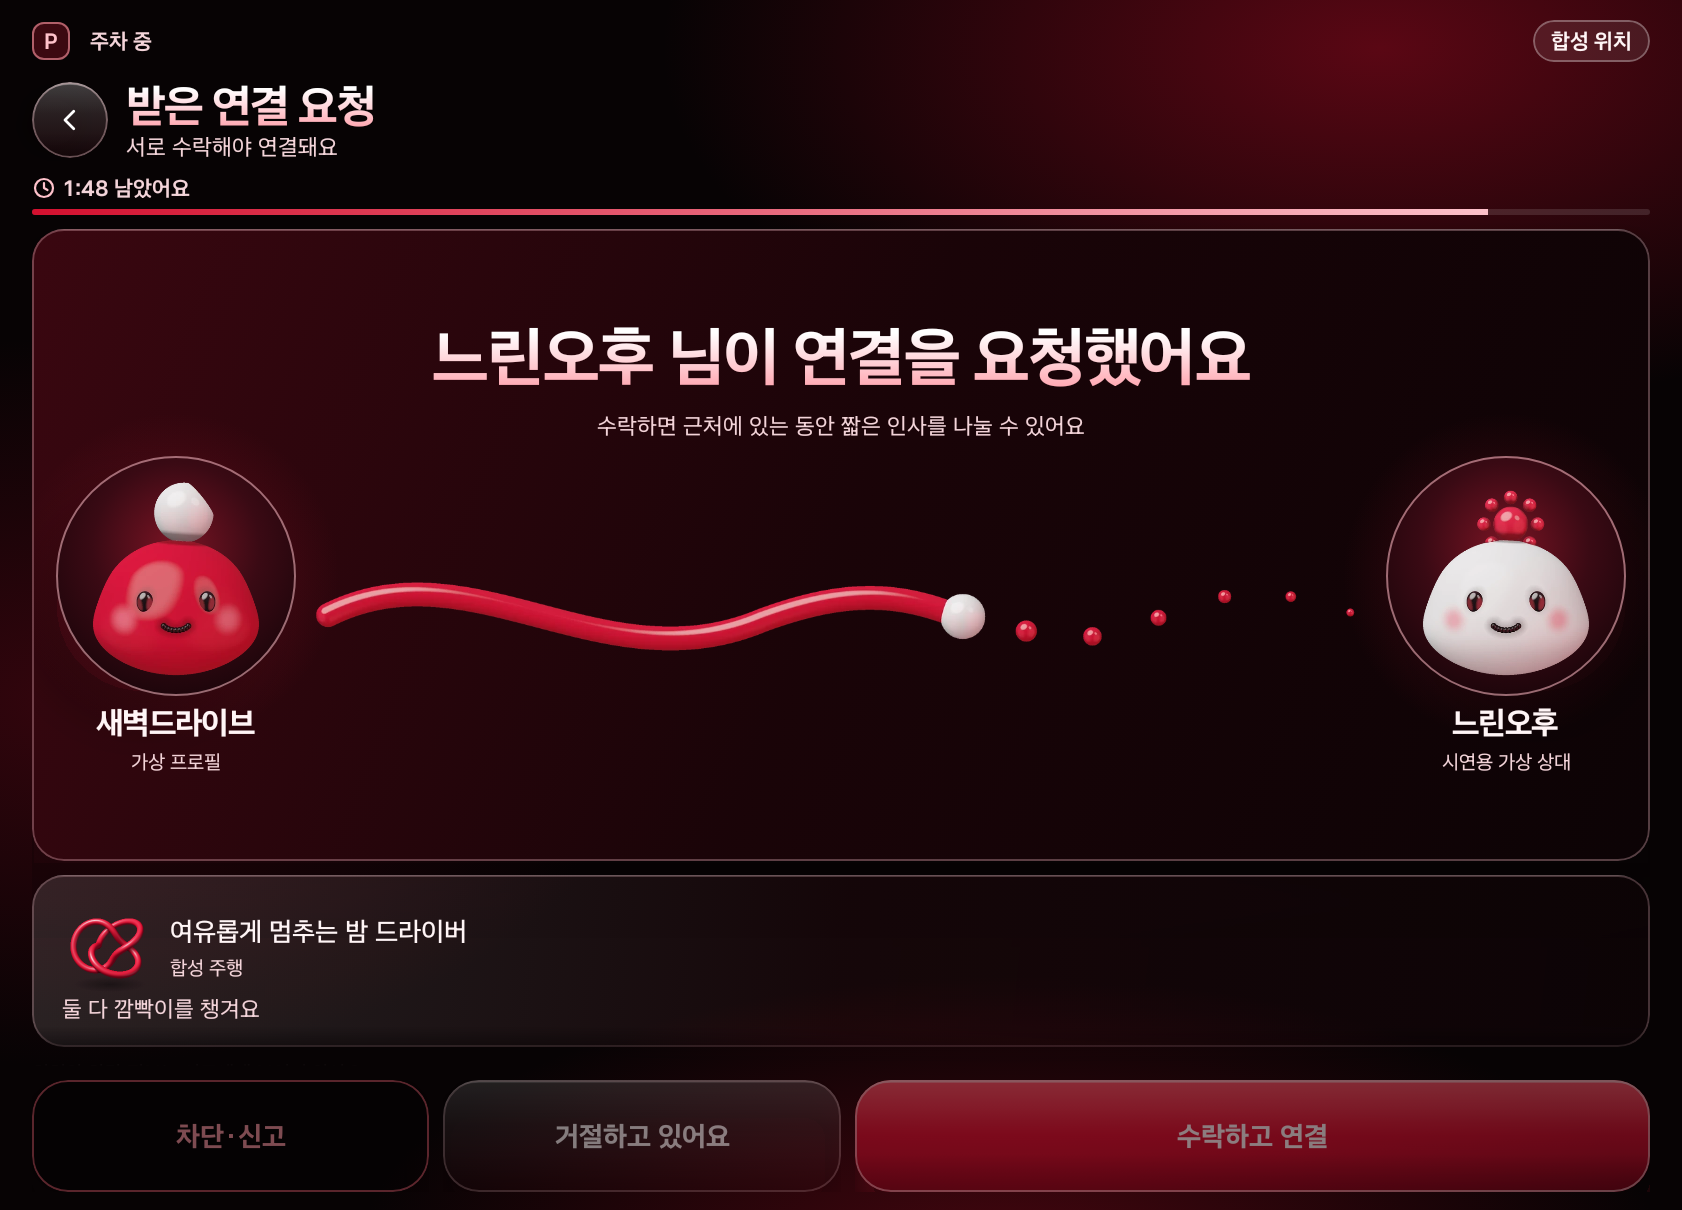 P 주차 중
합성 위치
받은 연결 요청
서로 수락해야 연결돼요
1:48 남았어요
느린오후 님이 연결을 요청했어요
수락하면 근처에 있는 동안 짧은 인사를 나눌 수 있어요
새벽드라이브
가상 프로필
느린오후
시연용 가상 상대
여유롭게 멈추는 밤 드라이버
합성 주행
둘 다 깜빡이를 챙겨요
차단·신고
거절하고 있어요
수락하고 연결